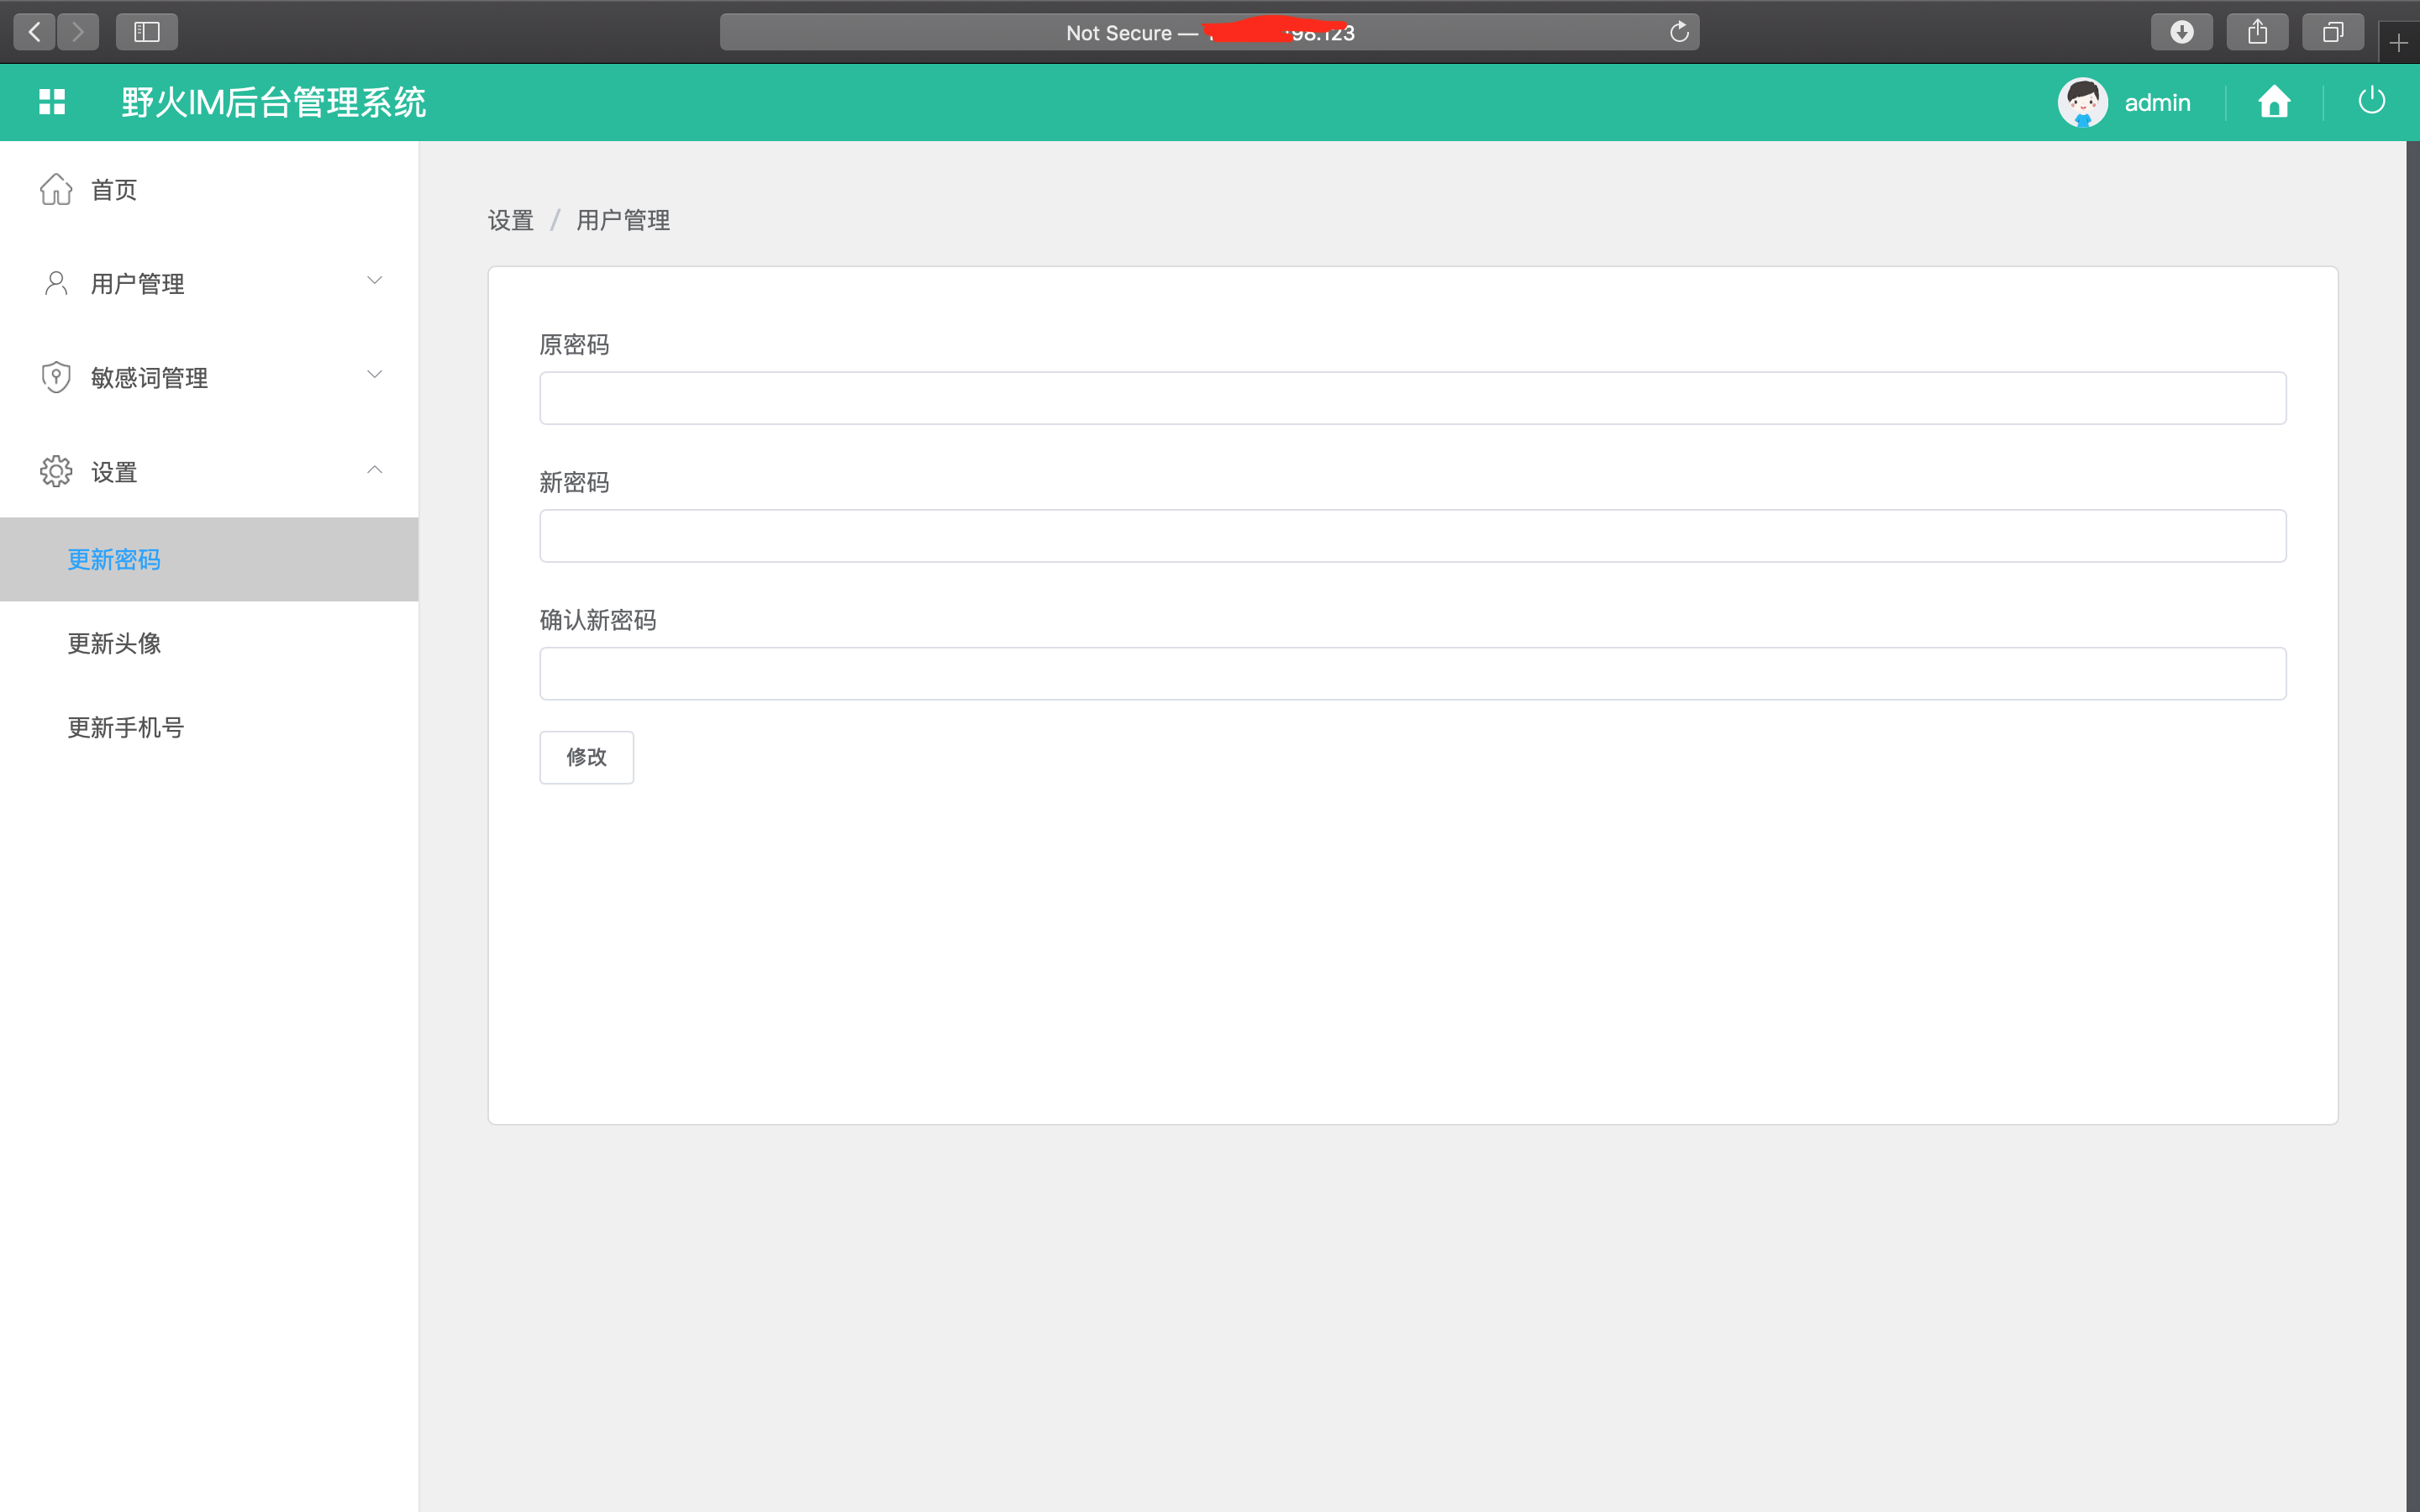 Not Secure — 98.123
野火IM后台管理系统
admin
首页
用户管理
敏感词管理
设置
更新密码
更新头像
更新手机号
设置 / 用户管理
原密码
新密码
确认新密码
修改